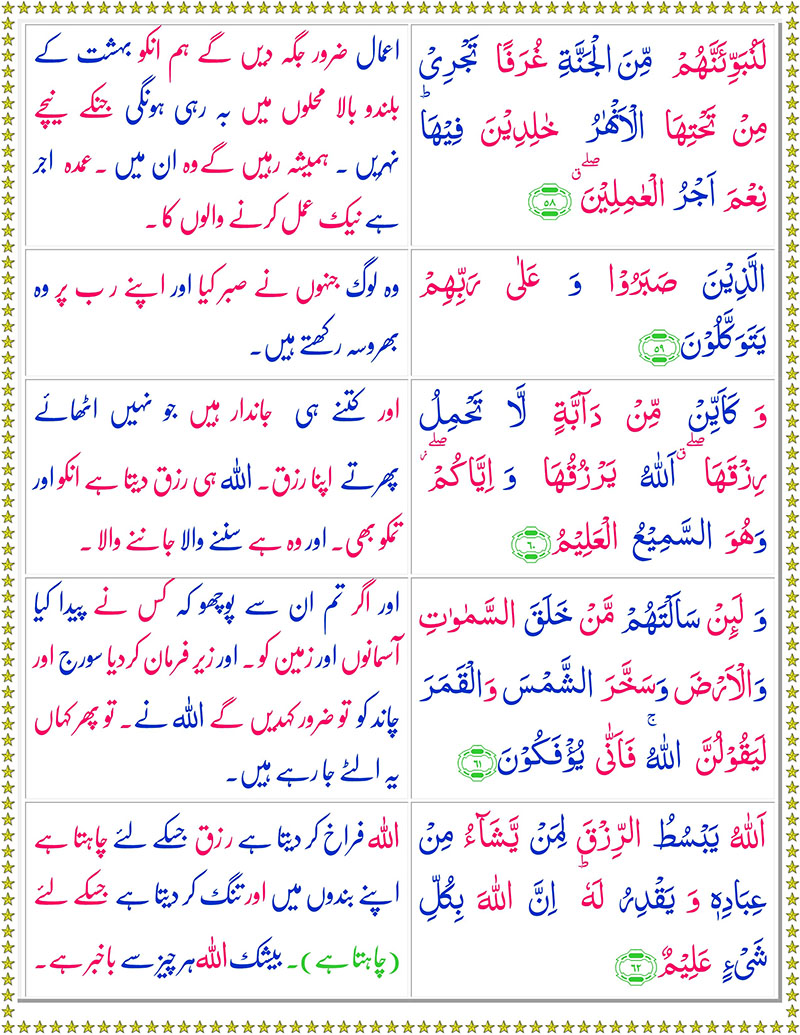 لَنُبَوِّئَنَّهُمْ مِّنَ الْجَنَّةِ غُرَفًا تَجْرِیْ
مِنْ تَحْتِهَا الْاَنْهٰرُ خٰلِدِیْنَ فِیْهَا ؕ
نِعْمَ اَجْرُ الْعٰمِلِیْنَ ۖۗ ﴿۵۸﴾
اعمال ضرور جگہ دیں گے ہم انکو بہشت کے
بلندو بالا محلوں میں بہ رہی ہونگی جنکے نیچے
نہریں ۔ ہمیشہ رہیں گے وہ ان میں ۔عمدہ اجر
ہے نیک عمل کرنے والوں کا ۔
الَّذِیْنَ صَبَرُوْا وَ عَلٰی رَبِّهِمْ
یَتَوَكَّلُوْنَ ﴿۵۹﴾
وہ لوگ جنہوں نے صبر کیا اور اپنے رب پر وہ
بھروسہ رکھتے ہیں۔
وَ كَاَیِّنْ مِّنْ دَآبَّةٍ لَّا تَحْمِلُ
رِزْقَهَا ۖۗ اَللّٰهُ یَرْزُقُهَا وَ اِیَّاكُمْ ۖؗ
وَهُوَ السَّمِیْعُ الْعَلِیْمُ ﴿۶۰﴾
اور کتنے ہی جاندار ہیں جو نہیں اٹھائے
پھرتے اپنا رزق۔ اللہ ہی رزق دیتا ہے انکو اور
تمکو بھی۔ اور وہ ہے سننے والا جاننے والا ۔
وَ لَىِٕنْ سَاَلْتَهُمْ مَّنْ خَلَقَ السَّمٰوٰتِ
وَالْاَرْضَ وَسَخَّرَ الشَّمْسَ وَالْقَمَرَ
لَیَقُوْلُنَّ اللّٰهُ ۚ فَاَنّٰی یُؤْفَكُوْنَ ﴿۶۱﴾
اور اگر تم ان سے پوچھو کہ کس نے پیدا کیا
آسمانوں اور زمین کو ۔ اور زیر فرمان کردیا سورج اور
چاند کو تو ضرور کہدیں گے اللہ نے ۔ تو پھر کہاں
یہ الٹے جا رہے ہیں۔
اَللّٰهُ یَبْسُطُ الرِّزْقَ لِمَنْ یَّشَآءُ مِنْ
عِبَادِهٖ وَ یَقْدِرُ لَهٗ ؕ اِنَّ اللّٰهَ بِكُلِّ
شَیْءٍ عَلِیْمٌ ﴿۶۲﴾
اللہ فراخ کر دیتا ہے رزق جسکے لئے چاہتا ہے
اپنے بندوں میں اور تنگ کر دیتا ہے جسکے لئے
(چاہتا ہے)۔ بیشک اللہ ہر چیز سے باخبر ہے۔